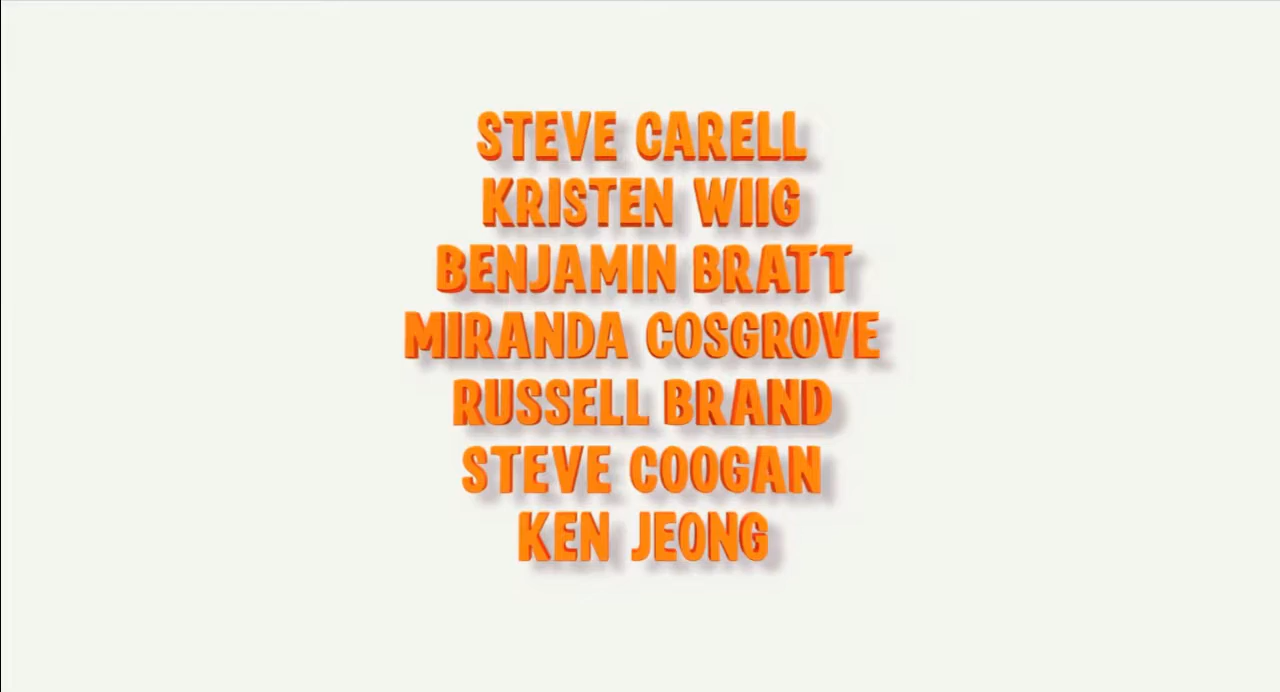 STEVE CARELL
KRISTEN WIIG
BENJAMIN BRATT
MIRANDA COSGROVE
RUSSELL BRAND
STEVE COOGAN
KEN JEONG